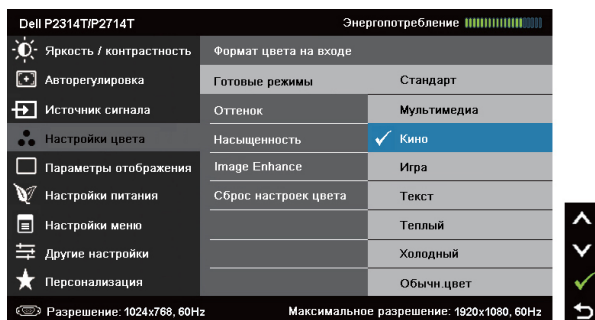 Dell P2314T/P2714T Энергопотребление
Яркость / контрастность Формат цвета на входе
Авторегулировка Готовые режимы Стандарт
Источник сигнала Оттенок Мультимедиа
Настройки цвета Насыщенность Кино
Параметры отображения Image Enhance Игра
Настройки питания Сброс настроек цвета Текст
Настройки меню Теплый
Другие настройки Холодный
Персонализация Обычн.цвет
Разрешение: 1024x768, 60Hz Максимальное разрешение: 1920x1080, 60Hz